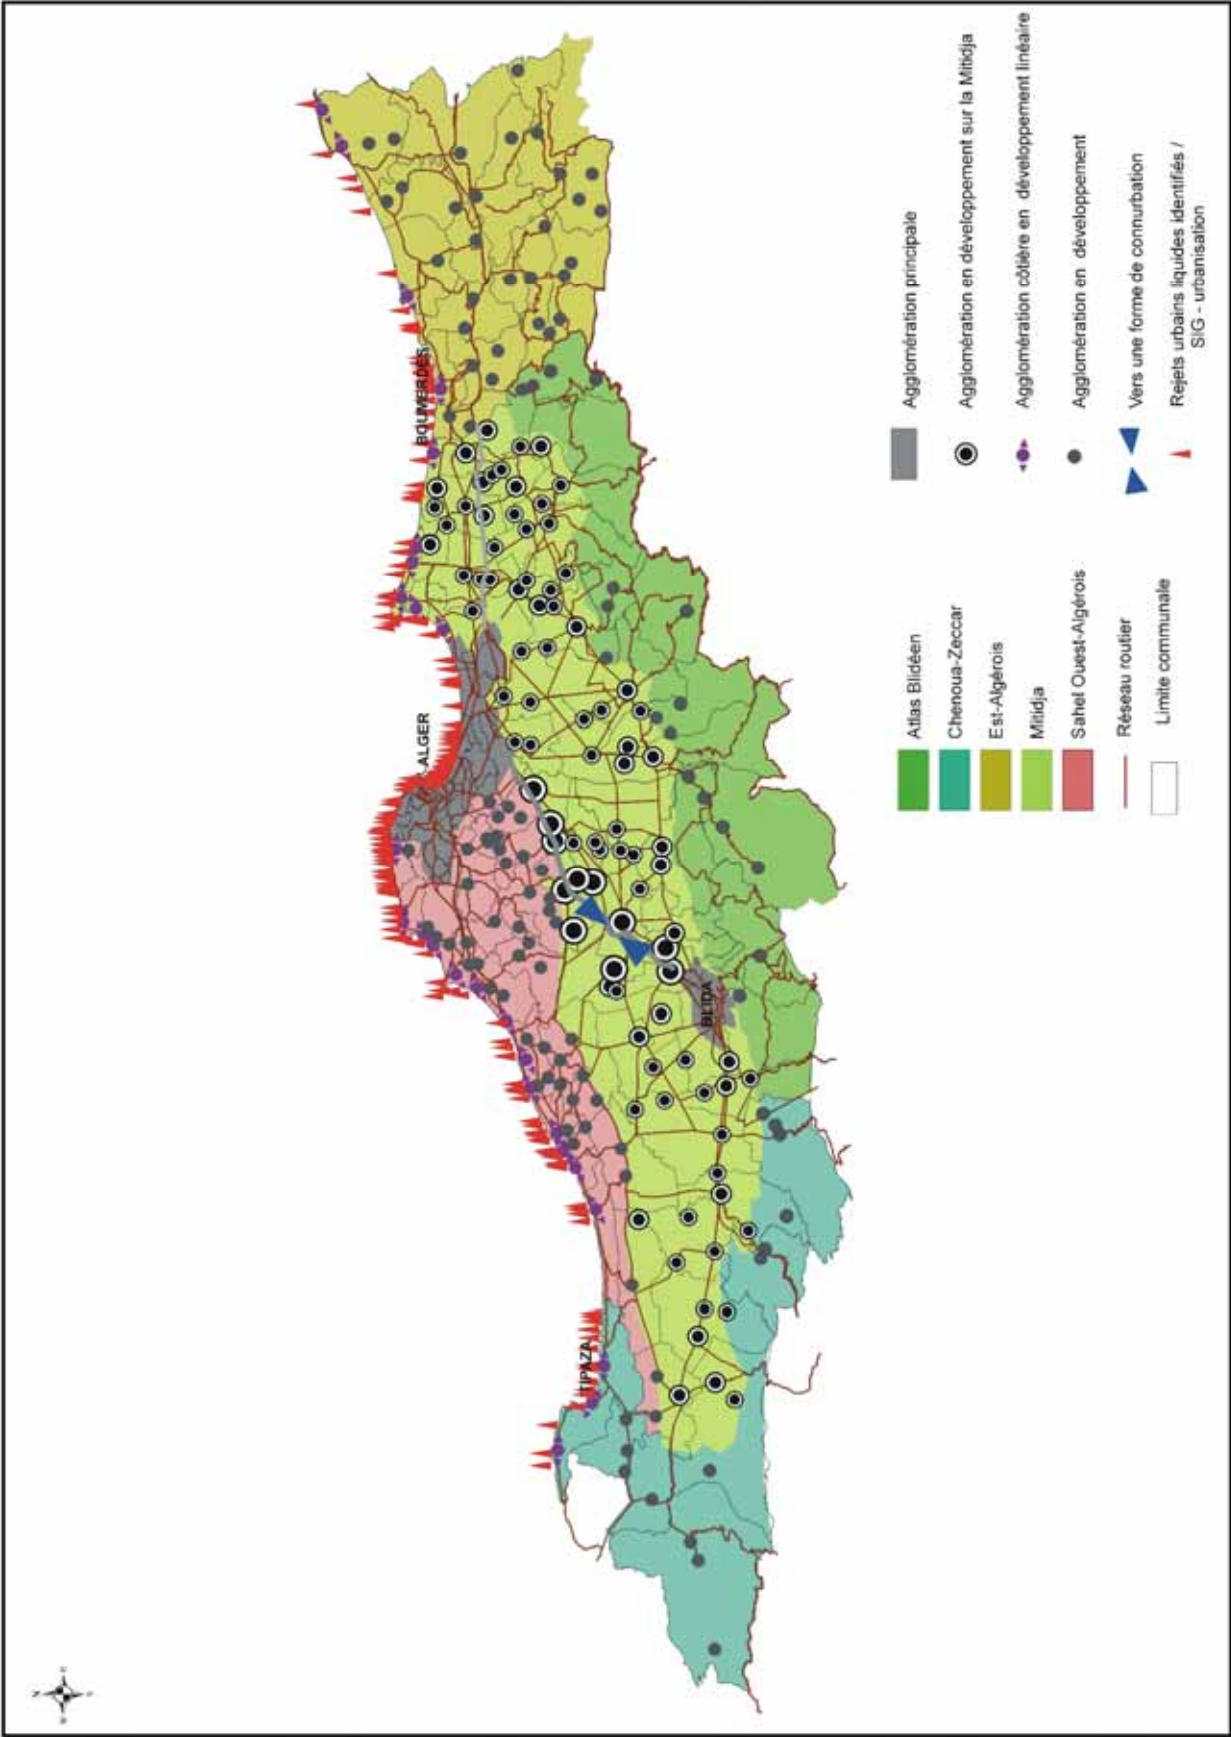 BOUMERDES
ALGER
BLIDA
TIPAZA
Atlas Blidéen
Chenoua-Zeccar
Est-Algérois
Mitidja
Sahel Ouest-Algérois
Réseau routier
Limite communale
Agglomération principale
Agglomération en développement sur la Mitidja
Agglomération côtière en développement linéaire
Agglomération en développement
Vers une forme de connurbation
Rejets urbains liquides identifiés /
SIG - urbanisation